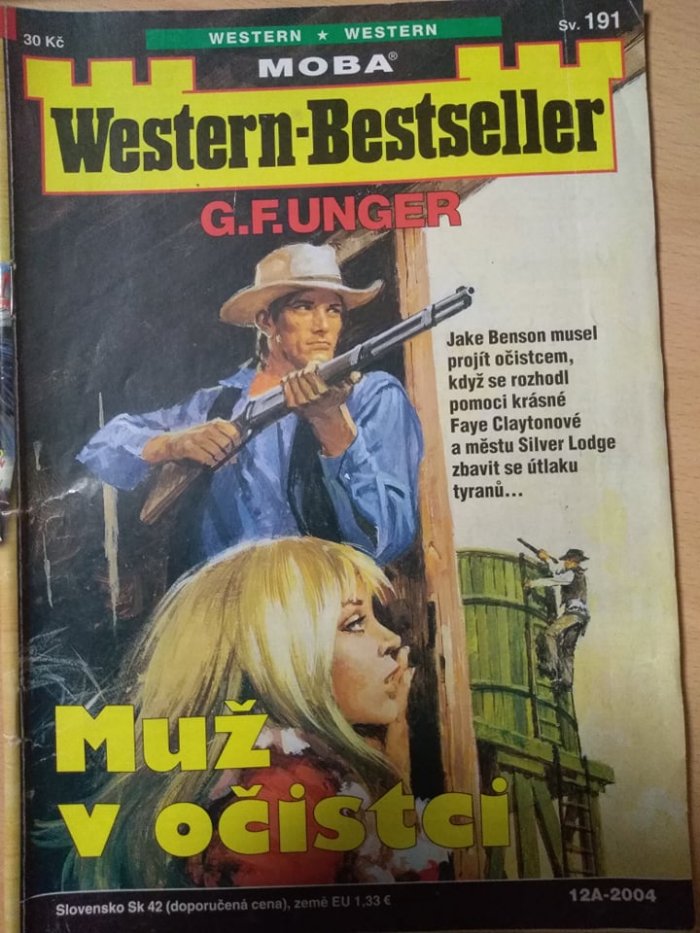 30 Kč
WESTERN ★ WESTERN
Sv. 191
MOBA®
Western-Bestseller
G.F. UNGER
Jake Benson musel
projít očistcem,
když se rozhodl
pomoci krásné
Faye Claytonové
a městu Silver Lodge
zbavit se útlaku
tyranů...
Muž
v očistci
Slovensko Sk 42 (doporučená cena), země EU 1,33 €
12A-2004